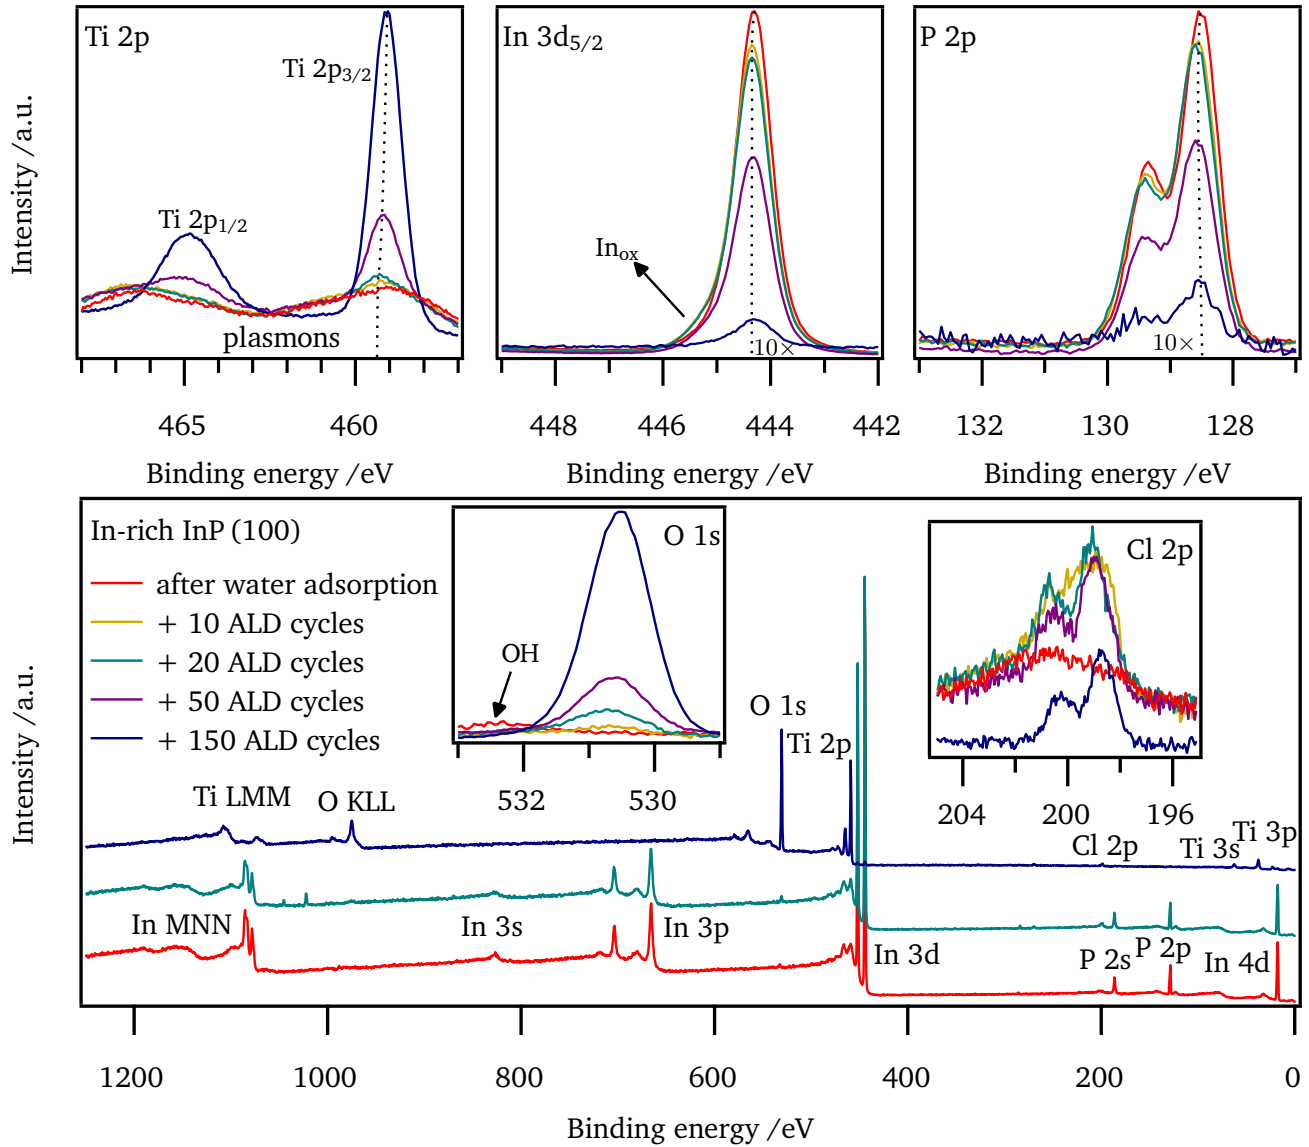 Intensity /a.u.
Ti 2p
Ti 2p3/2
Ti 2p1/2
plasmons
465
460
Binding energy /eV
In 3d5/2
Inox
10×
448
446
444
442
Binding energy /eV
P 2p
10×
132
130
128
Binding energy /eV
Intensity /a.u.
In-rich InP (100)
after water adsorption
+ 10 ALD cycles
+ 20 ALD cycles
+ 50 ALD cycles
+ 150 ALD cycles
O 1s
OH
532
530
Cl 2p
204
200
196
Ti LMM
O KLL
O 1s
Ti 2p
Cl 2p
Ti 3s
Ti 3p
In MNN
In 3s
In 3p
In 3d
P 2s
P 2p
In 4d
1200
1000
800
600
400
200
0
Binding energy /eV